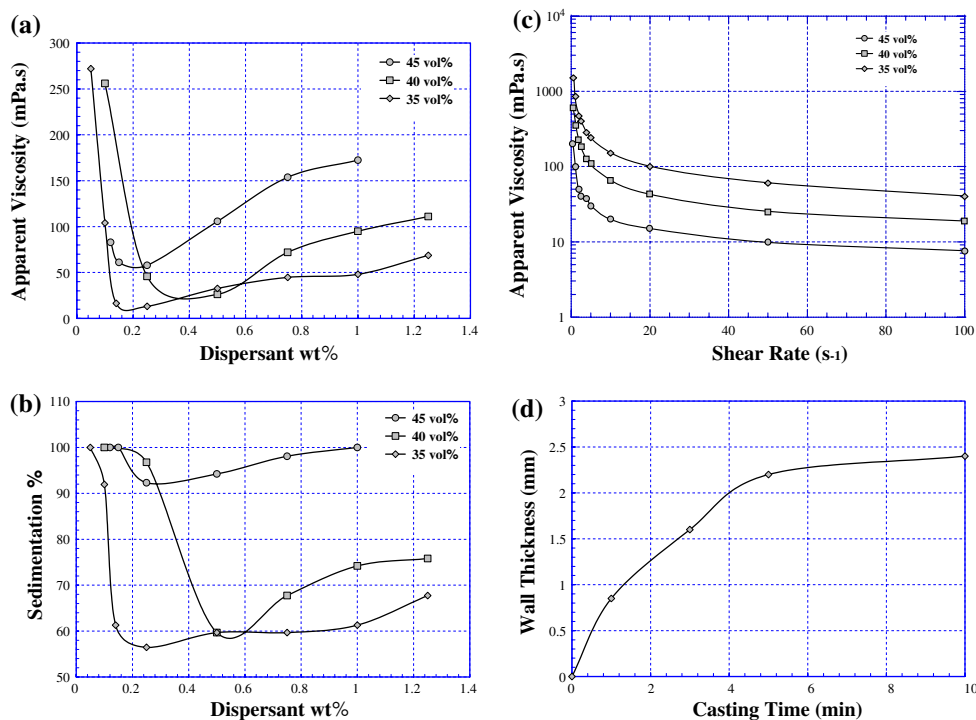 (a)
300
250
200
150
100
50
0
Apparent Viscosity (mPa.s)
45 vol%
40 vol%
35 vol%
0 0.2 0.4 0.6 0.8 1 1.2 1.4
Dispersant wt%
(c)
10⁴
1000
100
10
1
Apparent Viscosity (mPa.s)
45 vol%
40 vol%
35 vol%
0 20 40 60 80 100
Shear Rate (s-1)
(b)
110
100
90
80
70
60
50
Sedimentation %
45 vol%
40 vol%
35 vol%
0 0.2 0.4 0.6 0.8 1 1.2 1.4
Dispersant wt%
(d)
3
2.5
2
1.5
1
0.5
0
Wall Thickness (mm)
0 2 4 6 8 10
Casting Time (min)